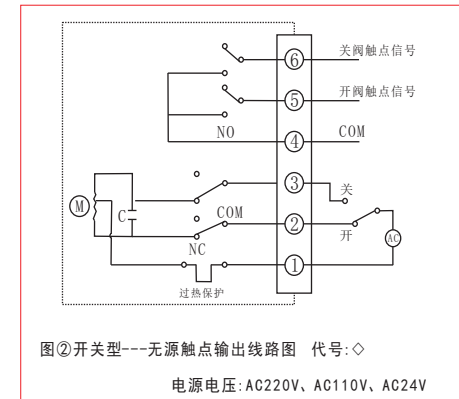 ⑥ 关阀触点信号
⑤ 开阀触点信号
NO ④ COM
③ 关
M C COM ② 开 AC
NC
①
过热保护
图②开关型---无源触点输出线路图 代号:◇
电源电压:AC220V、AC110V、AC24V